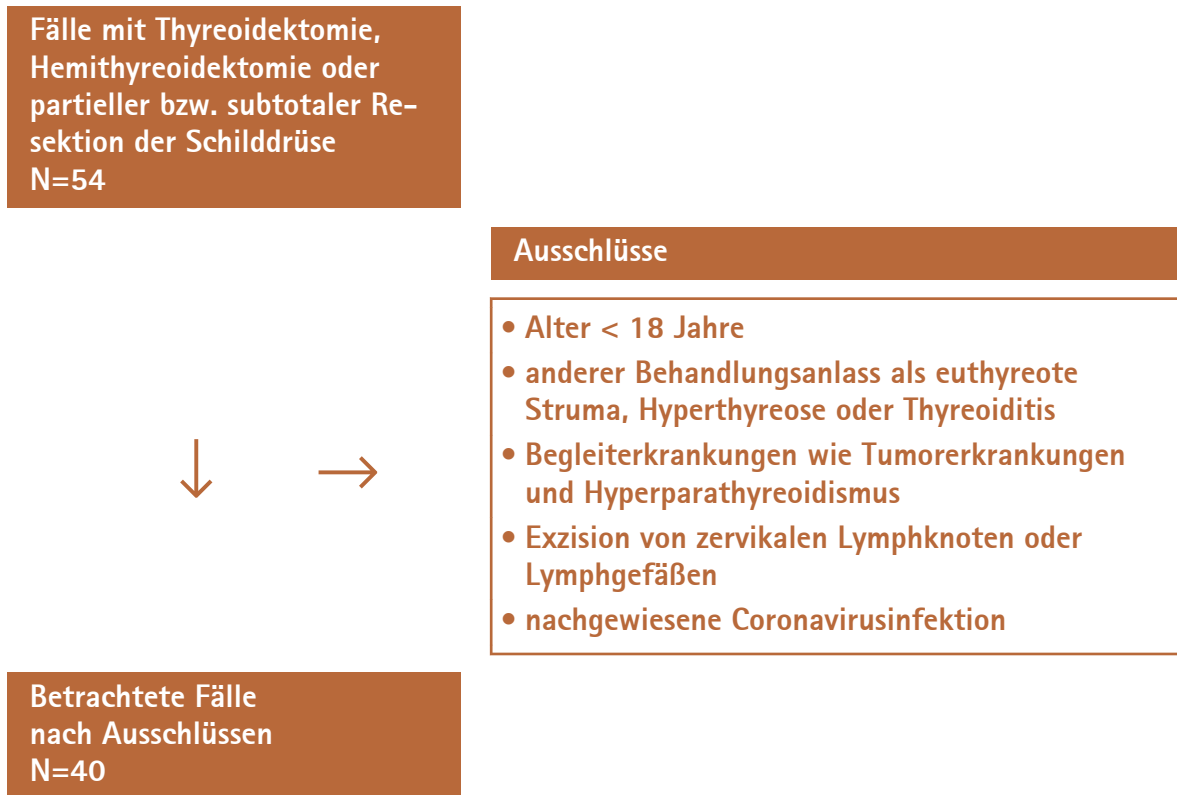 Fälle mit Thyreoidektomie,
Hemithyreoidektomie oder
partieller bzw. subtotaler Re-
sektion der Schilddrüse
N=54
Ausschlüsse
• Alter < 18 Jahre
• anderer Behandlungsanlass als euthyreote
Struma, Hyperthyreose oder Thyreoiditis
• Begleiterkrankungen wie Tumorerkrankungen
und Hyperparathyreoidismus
• Exzision von zervikalen Lymphknoten oder
Lymphgefäßen
• nachgewiesene Coronavirusinfektion
Betrachtete Fälle
nach Ausschlüssen
N=40